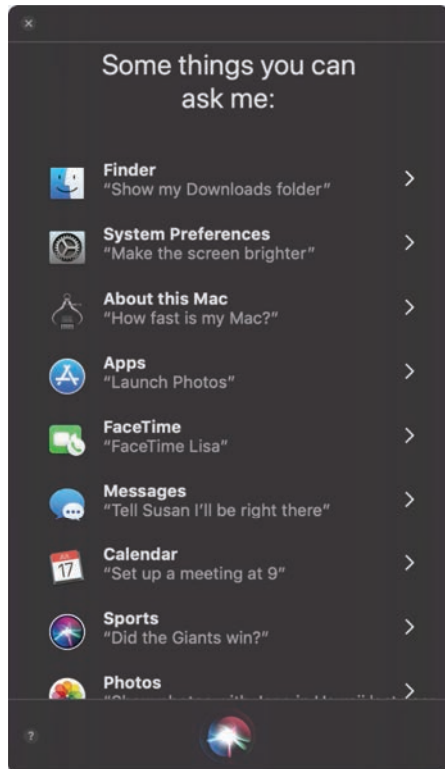 Some things you can
ask me:
Finder
“Show my Downloads folder”
System Preferences
“Make the screen brighter”
About this Mac
“How fast is my Mac?”
Apps
“Launch Photos”
FaceTime
“FaceTime Lisa”
Messages
“Tell Susan I’ll be right there”
Calendar
“Set up a meeting at 9”
JUL
17
Sports
“Did the Giants win?”
Photos
?